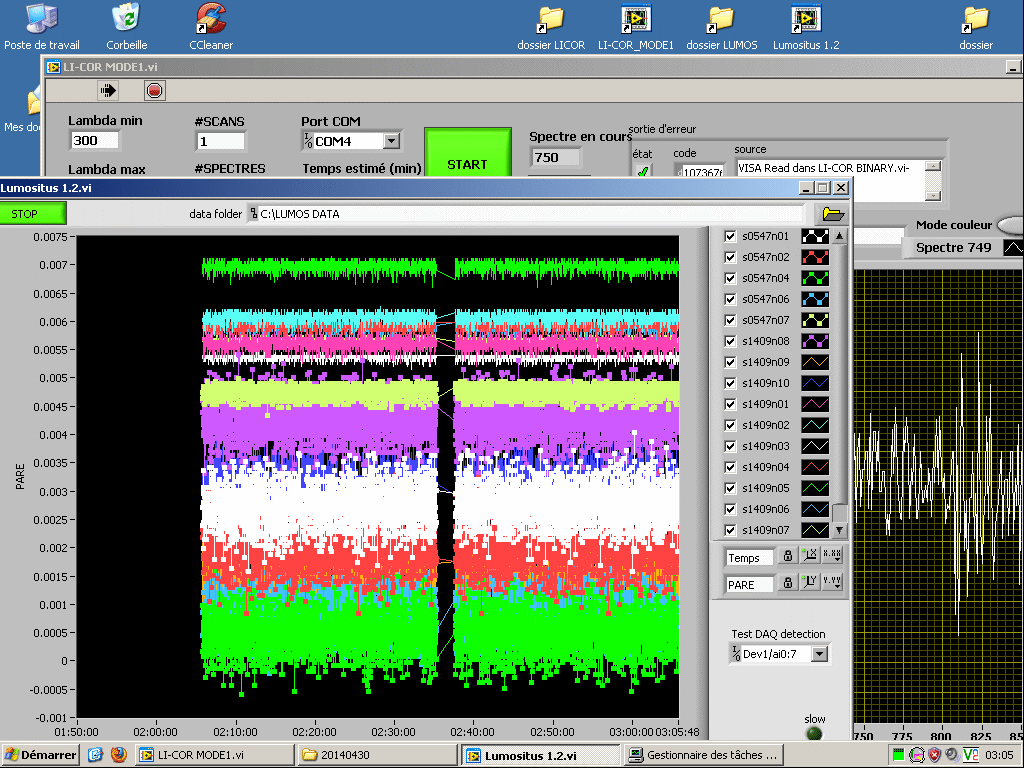 Poste de travail
Corbeille
CCleaner
dossier LICOR
LI-COR_MODE1
dossier LUMOS
Lumositus 1.2
dossier
LI-COR MODE1.vi
Mes do
Lambda min
#SCANS
Port COM
300
1
COM4
START
Spectre en cours
750
sortie d'erreur
état
code
source
107367
VISA Read dans LI-COR BINARY.vi-
Lambda max
#SPECTRES
Temps estimé (min)
Lumositus 1.2.vi
STOP
data folder
C:\LUMOS DATA
Mode couleur
Spectre 749
PARE
0.0075
0.007
0.0065
0.006
0.0055
0.005
0.0045
0.004
0.0035
0.003
0.0025
0.002
0.0015
0.001
0.0005
0
-0.0005
-0.001
01:50:00
02:00:00
02:10:00
02:20:00
02:30:00
02:40:00
02:50:00
03:00:00
03:05:48
s0547n01
s0547n02
s0547n04
s0547n06
s0547n07
s1409n08
s1409n09
s1409n10
s1409n01
s1409n02
s1409n03
s1409n04
s1409n05
s1409n06
s1409n07
Temps
X
X.XX
PARE
Y
Y.YY
Test DAQ detection
Dev1/ai0:7
slow
750
775
800
825
85
Démarrer
LI-COR MODE1.vi
20140430
Lumositus 1.2.vi
Gestionnaire des tâches ...
03:05